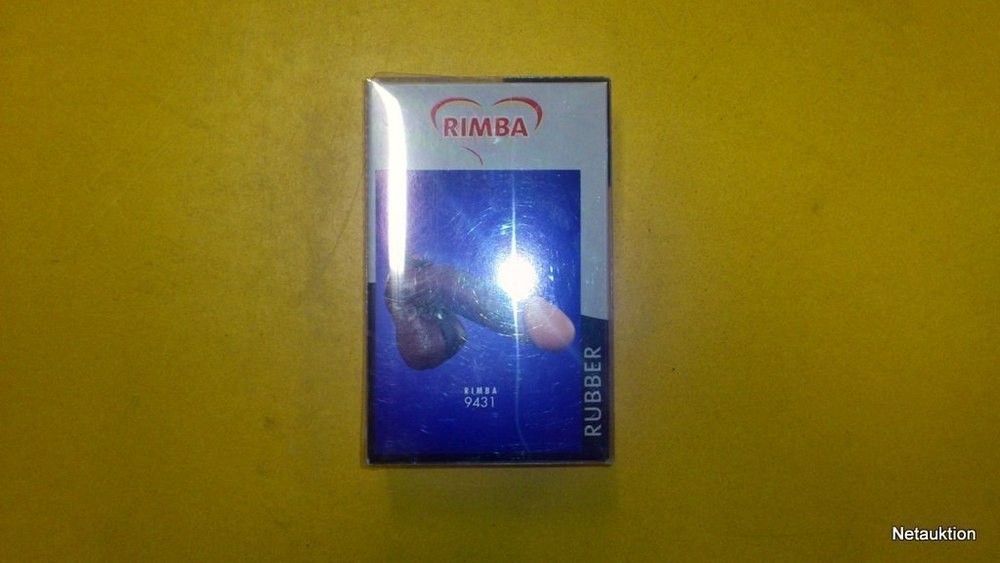 RIMBA
RIMBA
9431
RUBBER
Netauktion